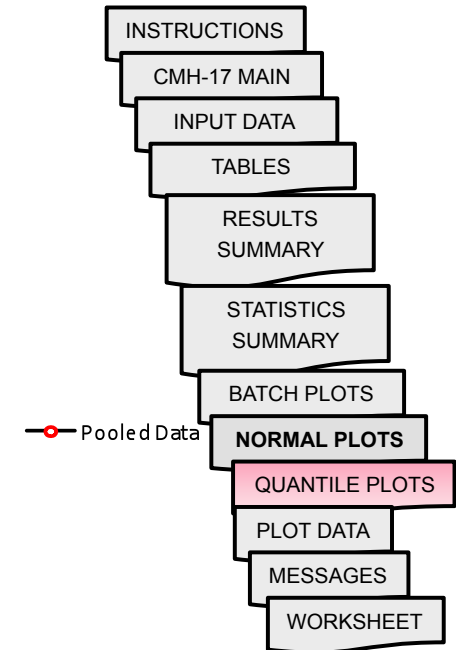 INSTRUCTIONS
CMH-17 MAIN
INPUT DATA
TABLES
RESULTS
SUMMARY
STATISTICS
SUMMARY
BATCH PLOTS
Pooled Data
NORMAL PLOTS
QUANTILE PLOTS
PLOT DATA
MESSAGES
WORKSHEET